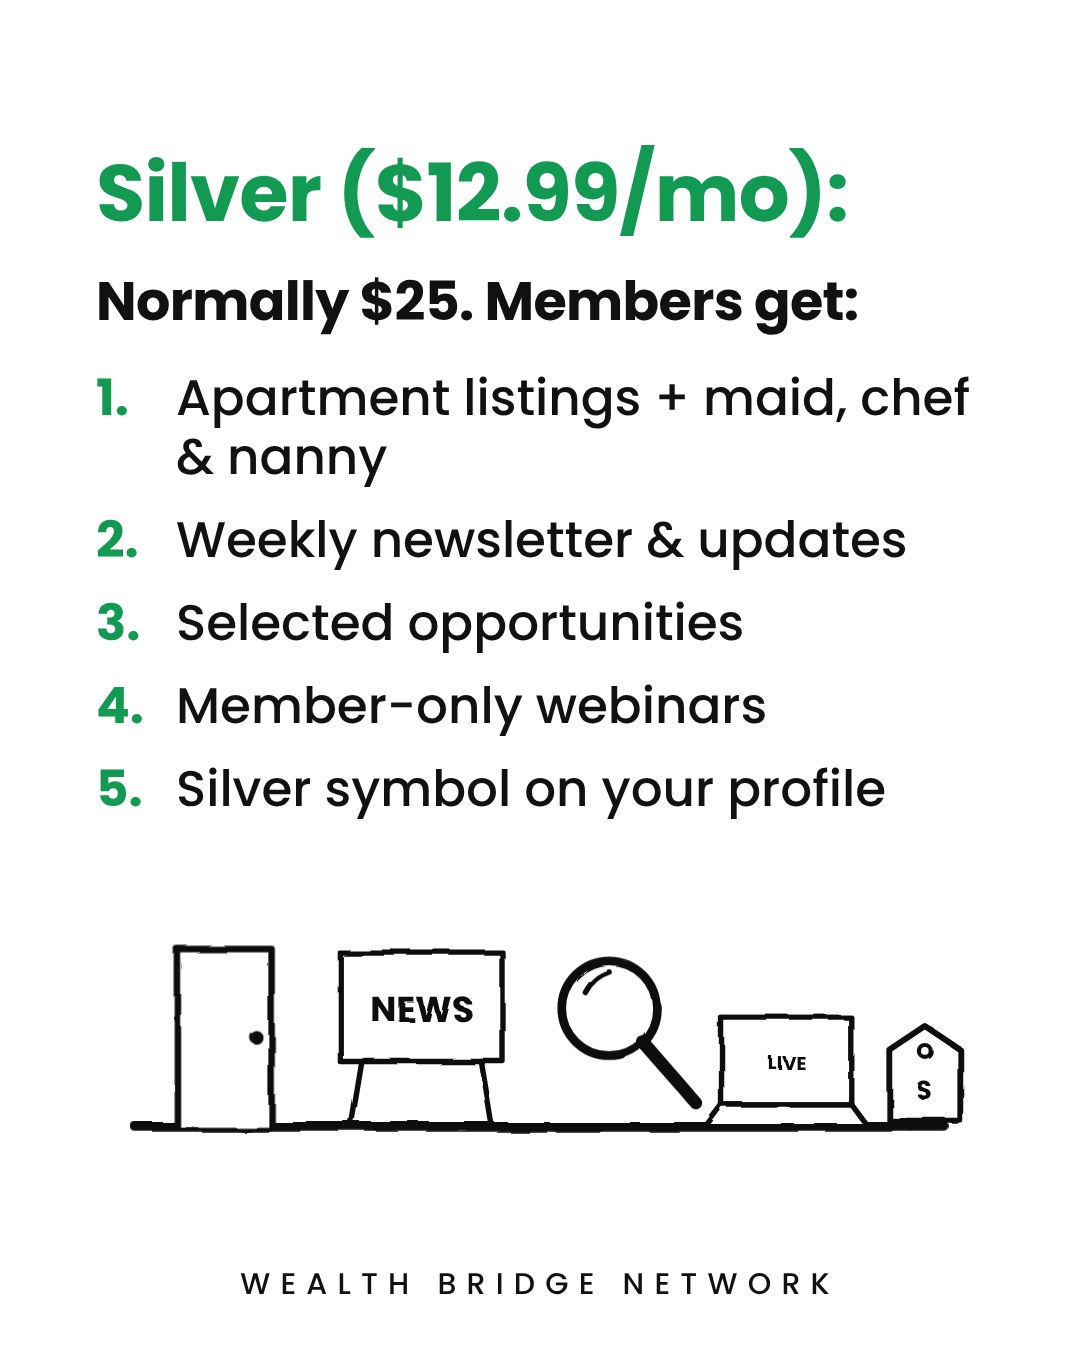 Silver ($12.99/mo):
Normally $25. Members get:
1. Apartment listings + maid, chef
& nanny
2. Weekly newsletter & updates
3. Selected opportunities
4. Member-only webinars
5. Silver symbol on your profile
NEWS
LIVE
S
WEALTH BRIDGE NETWORK